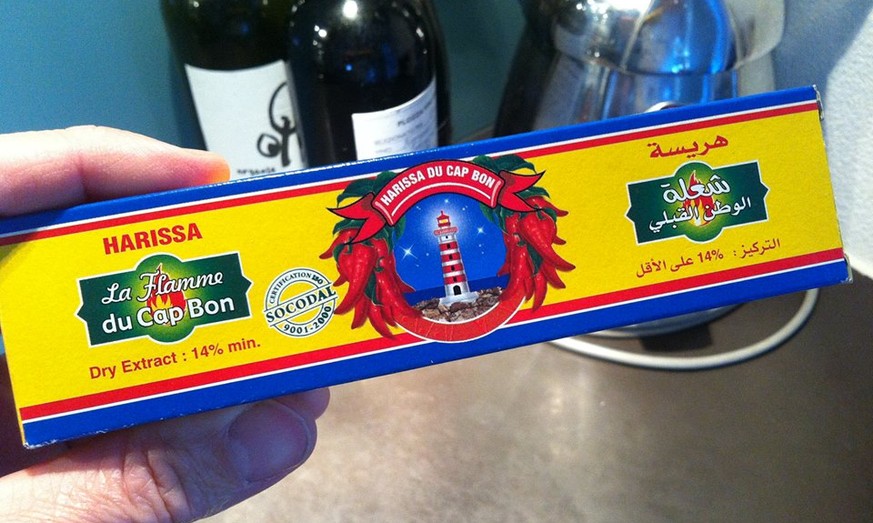 HARISSA
La Flamme
du Cap Bon
Dry Extract : 14% min.
CERTIFICATION ISO
SOCODAL
9001-2000
HARISSA DU CAP BON
هريسة
شعلة
الوطن القبلي
التركيز: 14% على الأقل